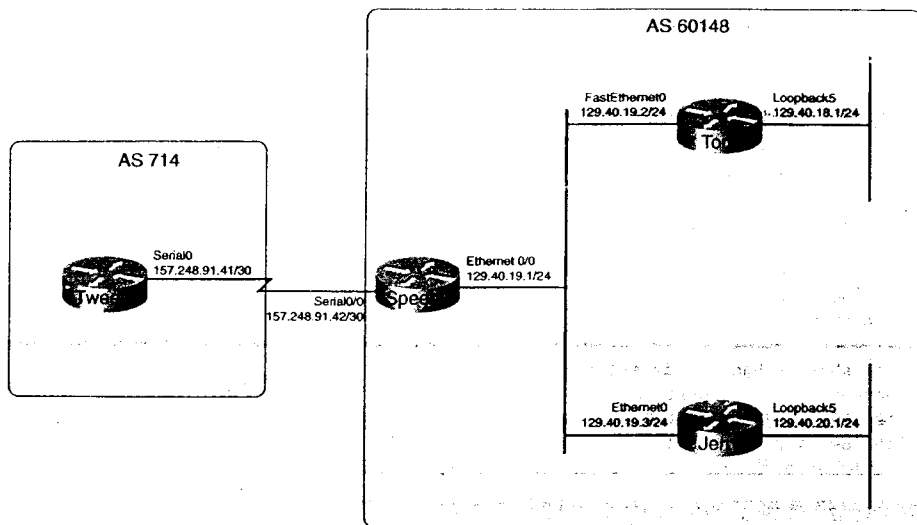 AS 60148
FastEthernet0
129.40.19.2/24
Loopback5
129.40.18.1/24
AS 714
Serial0
157.248.91.41/30
Ethernet 0/0
129.40.19.1/24
Serial0/0
157.248.91.42/30
Ethernet0
129.40.19.3/24
Loopback5
129.40.20.1/24